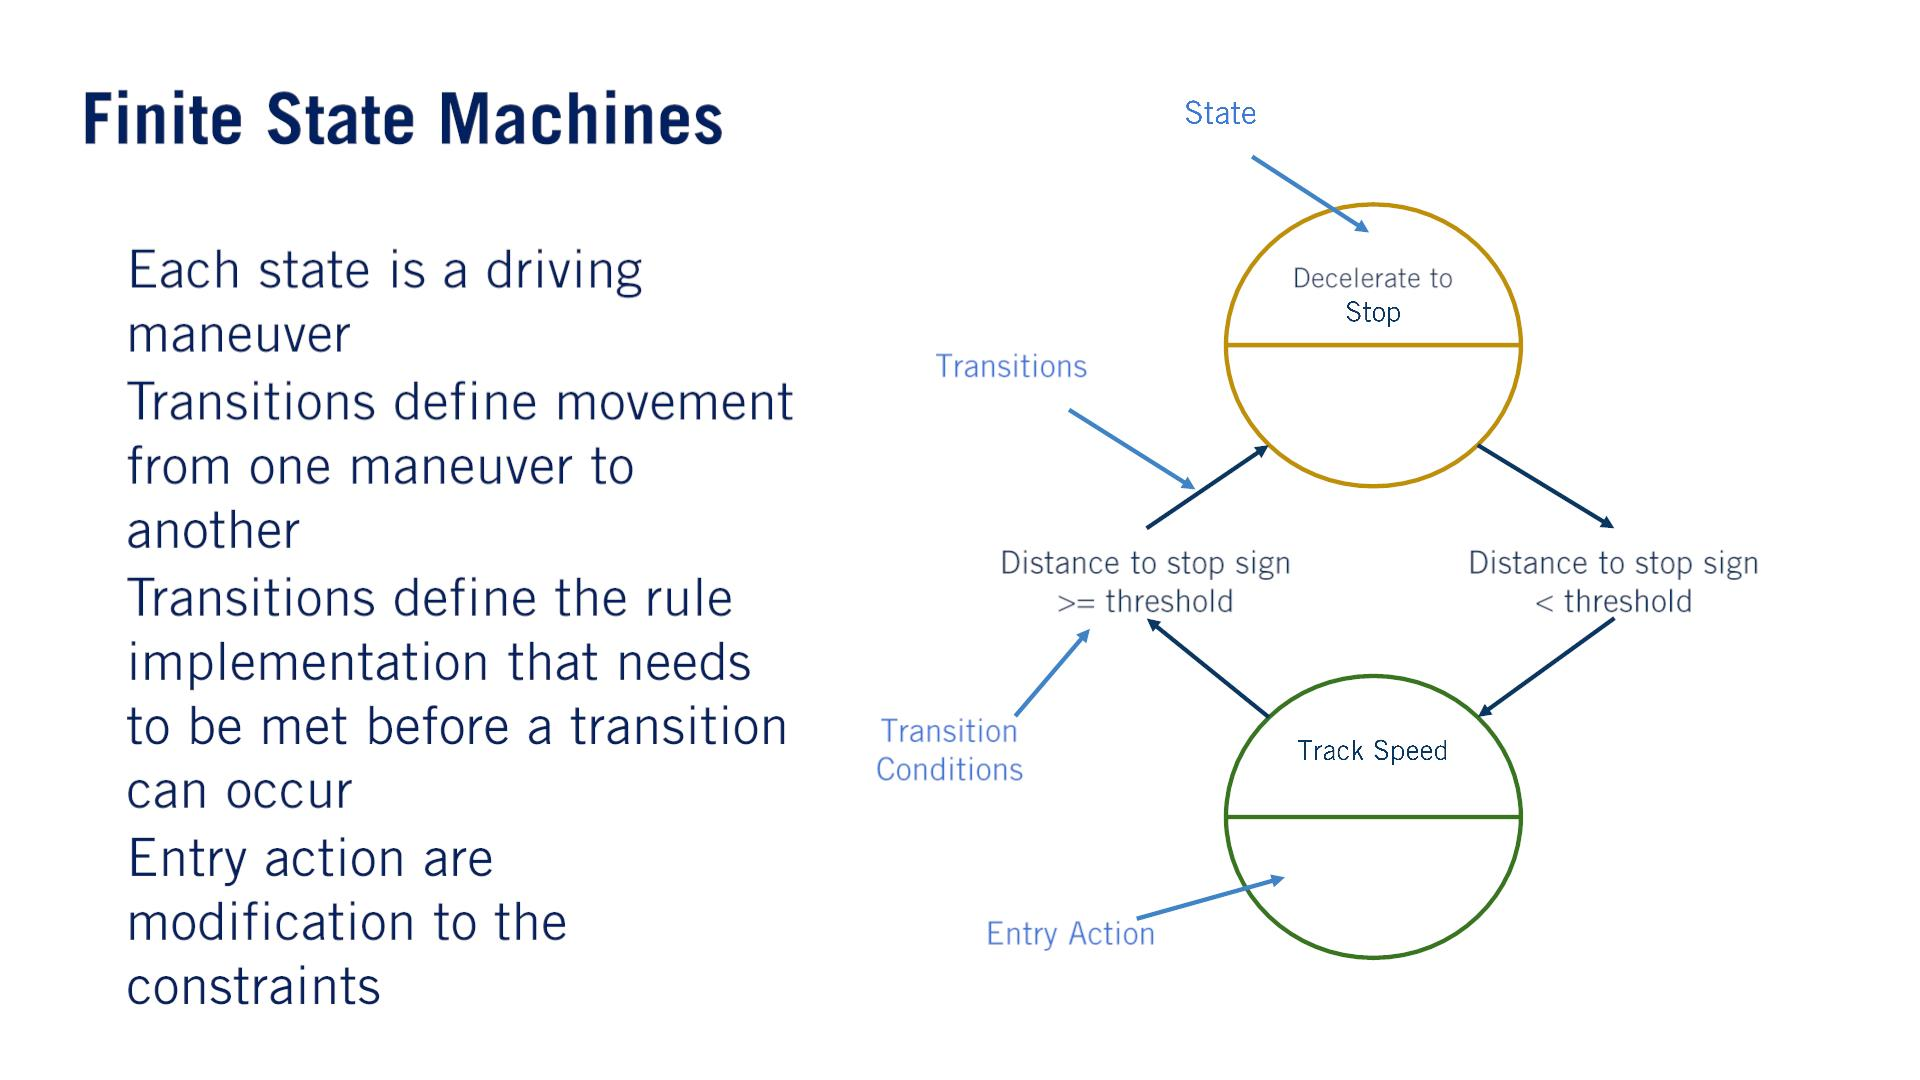 Finite State Machines
Each state is a driving
maneuver
Transitions define movement
from one maneuver to
another
Transitions define the rule
implementation that needs
to be met before a transition
can occur
Entry action are
modification to the
constraints
State
Decelerate to
Stop
Transitions
Distance to stop sign
>= threshold
Distance to stop sign
< threshold
Transition
Conditions
Track Speed
Entry Action